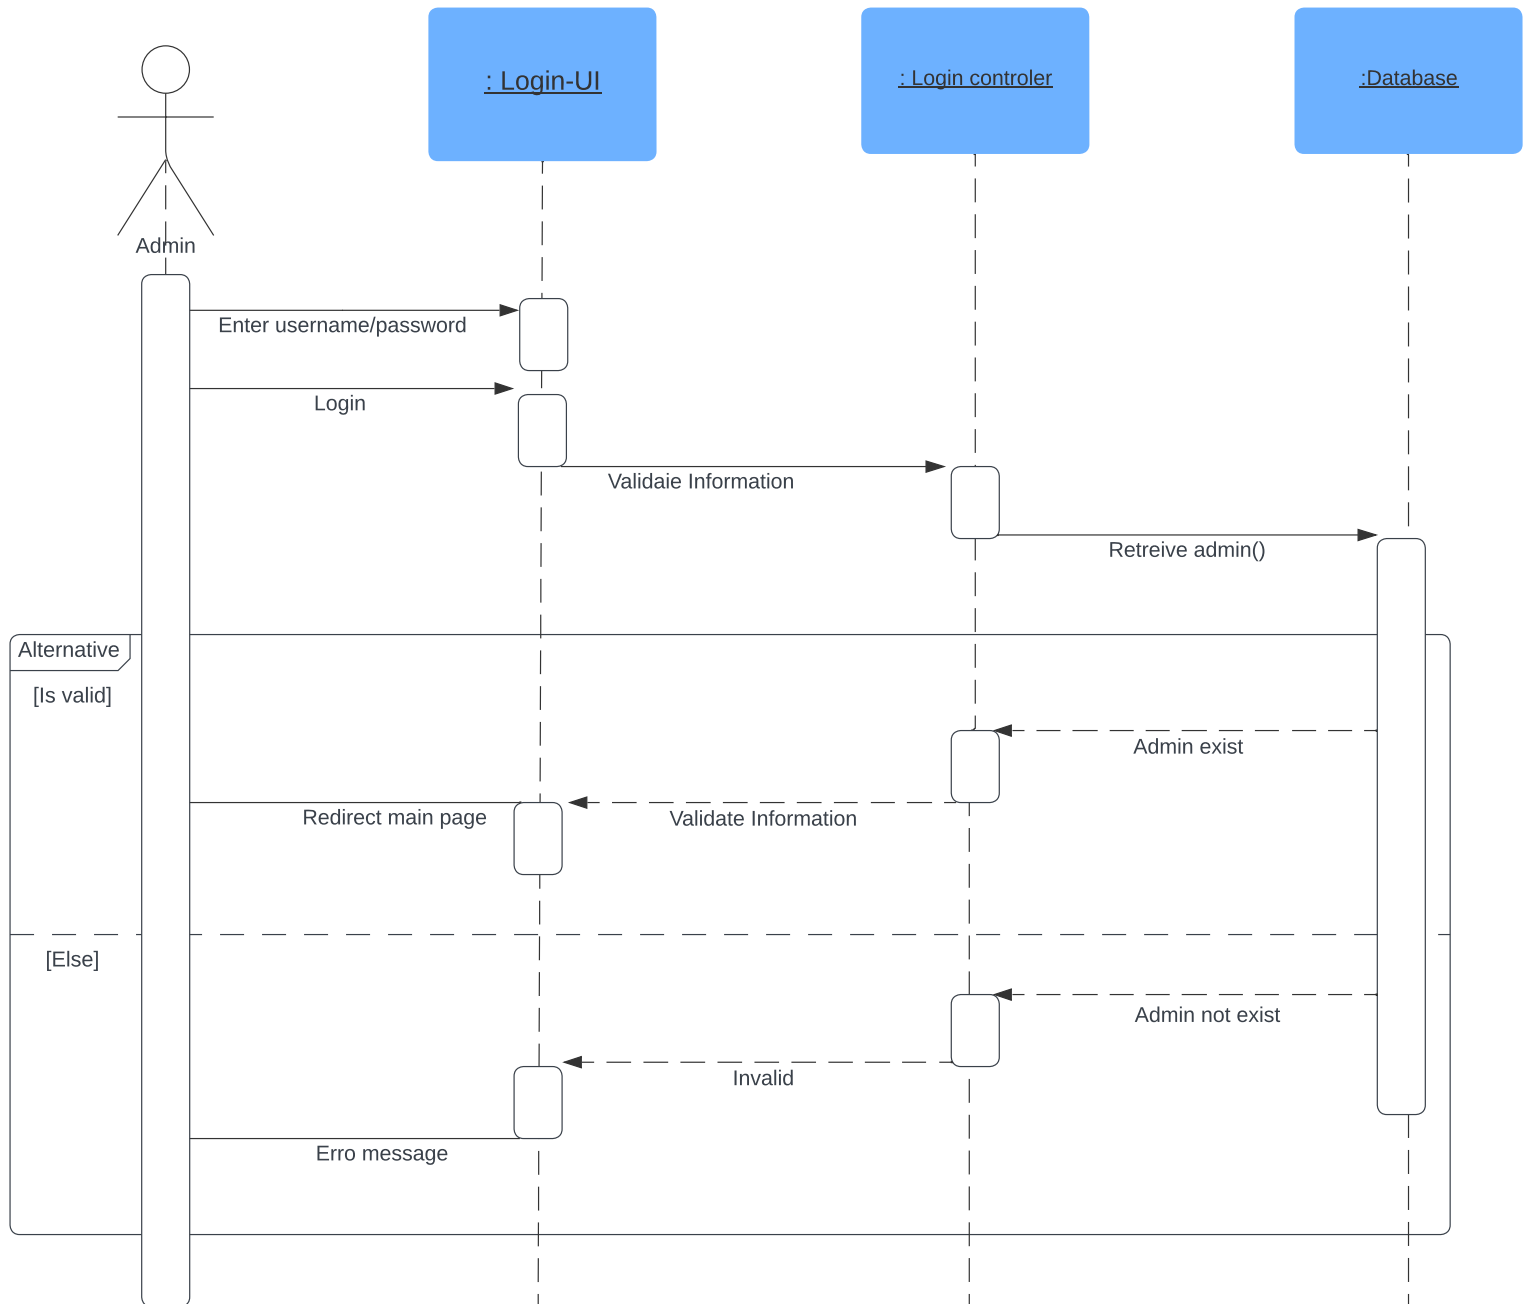 : Login-UI
: Login controler
:Database
Admin
Enter username/password
Login
Validaie Information
Retreive admin()
Alternative
[Is valid]
Admin exist
Redirect main page
Validate Information
[Else]
Admin not exist
Invalid
Erro message